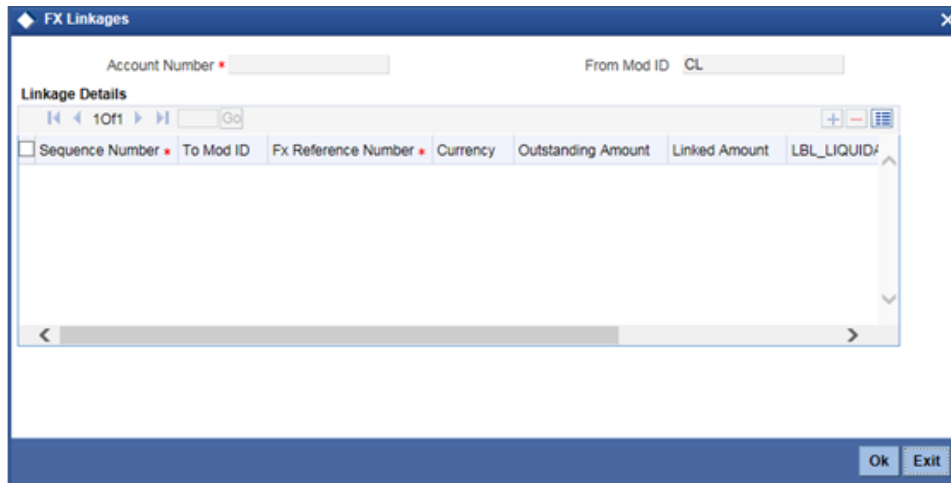 FX Linkages
Account Number * From Mod ID CL
Linkage Details
1Of1 Go
Sequence Number * To Mod ID Fx Reference Number * Currency Outstanding Amount Linked Amount LBL_LIQUIDA
Ok Exit